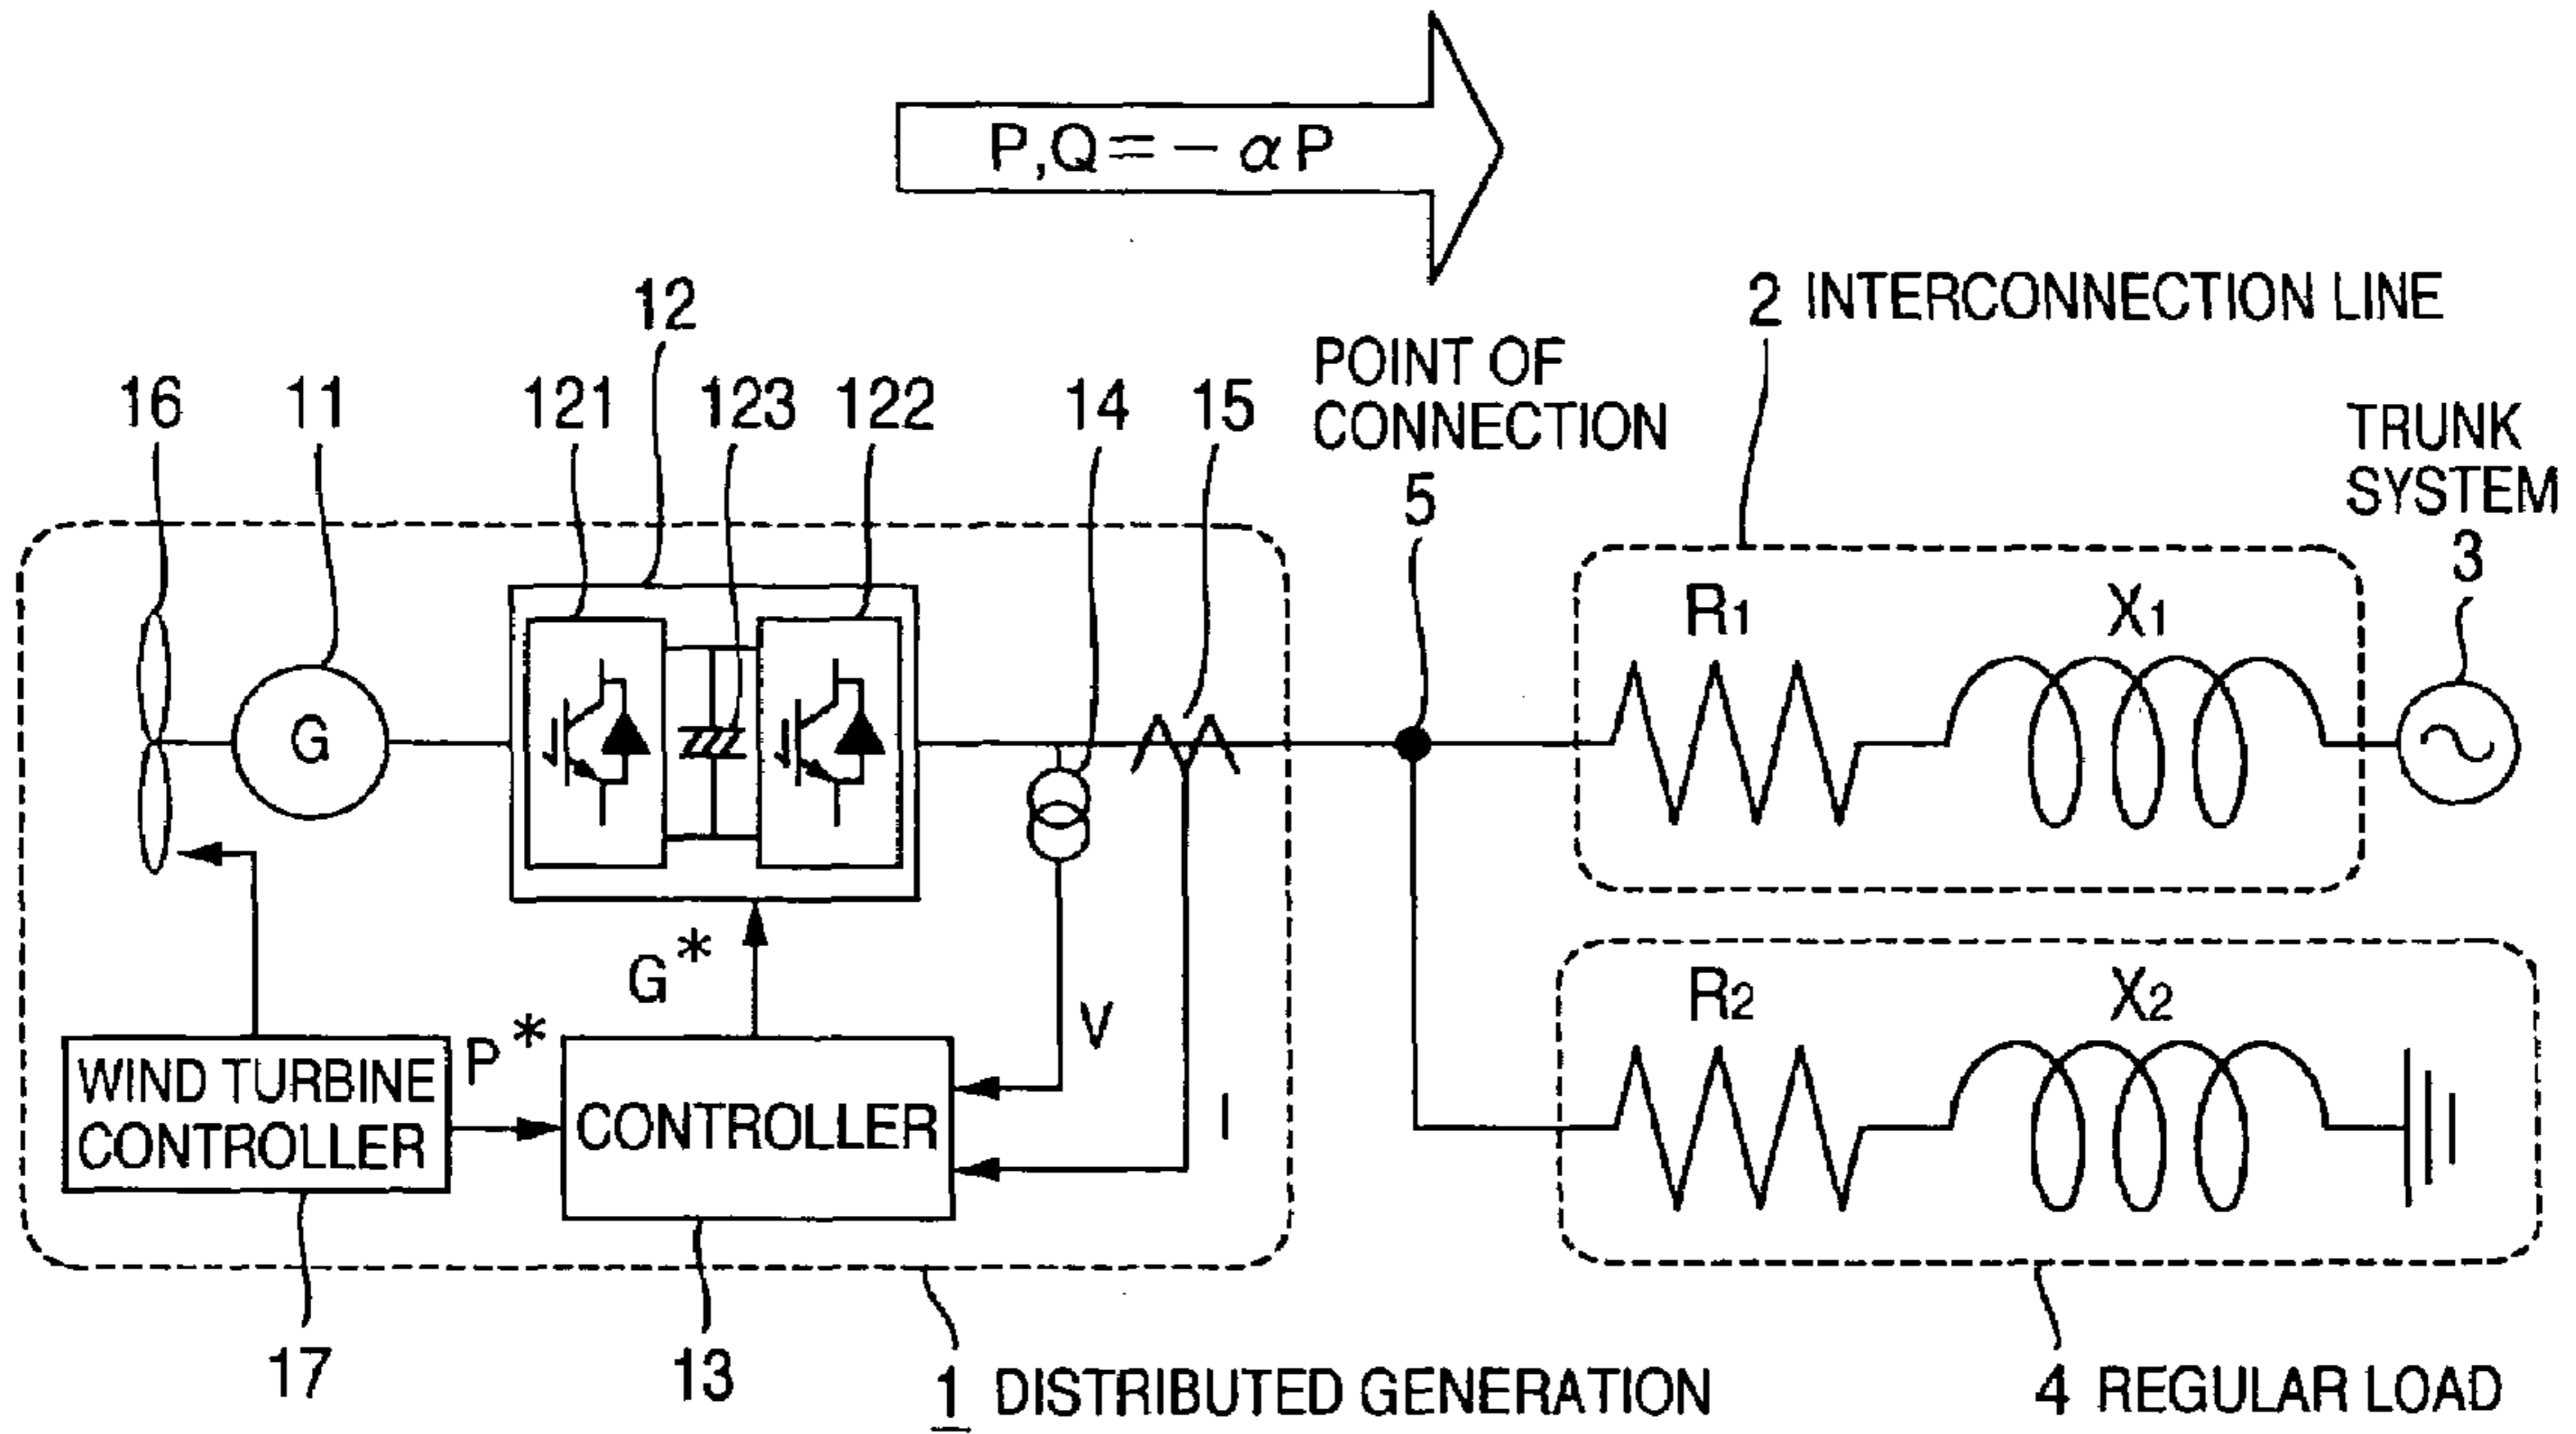 P,Q=−αP
2 INTERCONNECTION LINE
12
POINT OF
CONNECTION
5
16
11
121
123
122
14
15
TRUNK
SYSTEM
3
R1
X1
G
G*
V
R2
X2
P*
I
WIND TURBINE
CONTROLLER
CONTROLLER
17
13
1 DISTRIBUTED GENERATION
4 REGULAR LOAD